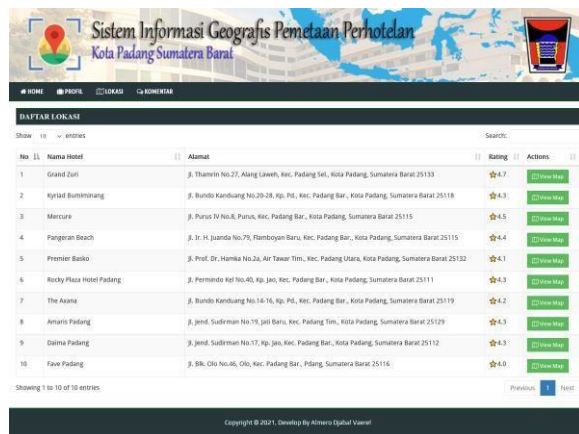 Sistem Informasi Geografis Pemetaan Perhotelan
Kota Padang Sumatera Barat
HOME PROFIL LOKASI KOMENTAR
DAFTAR LOKASI
Show 10 entries Search:
No Nama Hotel Alamat Rating Actions
1 Grand Zuri Jl. Thamrin No.27, Alang Laweh, Kec. Padang Sel., Kota Padang, Sumatera Barat 25133 4.7 View Map
2 Kyriad Bumiminang Jl. Bundo Kanduang No.20-28, Kp. Pd., Kec. Padang Bar., Kota Padang, Sumatera Barat 25118 4.3 View Map
3 Mercure Jl. Purus IV No.8, Purus, Kec. Padang Bar., Kota Padang, Sumatera Barat 25115 4.5 View Map
4 Pangeran Beach Jl. Ir. H. Juanda No.79, Flamboyan Baru, Kec. Padang Bar., Kota Padang, Sumatera Barat 25115 4.4 View Map
5 Premier Basko Jl. Prof. Dr. Hamka No.2a, Air Tawar Tim., Kec. Padang Utara, Kota Padang, Sumatera Barat 25132 4.1 View Map
6 Rocky Plaza Hotel Padang Jl. Permindo Kel No.40, Kp. Jao, Kec. Padang Bar., Kota Padang, Sumatera Barat 25111 4.3 View Map
7 The Axana Jl. Bundo Kanduang No.14-16, Kp. Pd., Kec. Padang Bar., Kota Padang, Sumatera Barat 25119 4.2 View Map
8 Amaris Padang Jl. Jend. Sudirman No.19, Jati Baru, Kec. Padang Tim., Kota Padang, Sumatera Barat 25129 4.3 View Map
9 Daima Padang Jl. Jend. Sudirman No.17, Kp. Jao, Kec. Padang Bar., Kota Padang, Sumatera Barat 25112 4.3 View Map
10 Fave Padang Jl. Blk. Olo No.46, Olo, Kec. Padang Bar., Pdang, Sumatera Barat 25116 4.0 View Map
Showing 1 to 10 of 10 entries Previous 1 Next
Copyright © 2021, Develop By Almero Djabal Vaerel